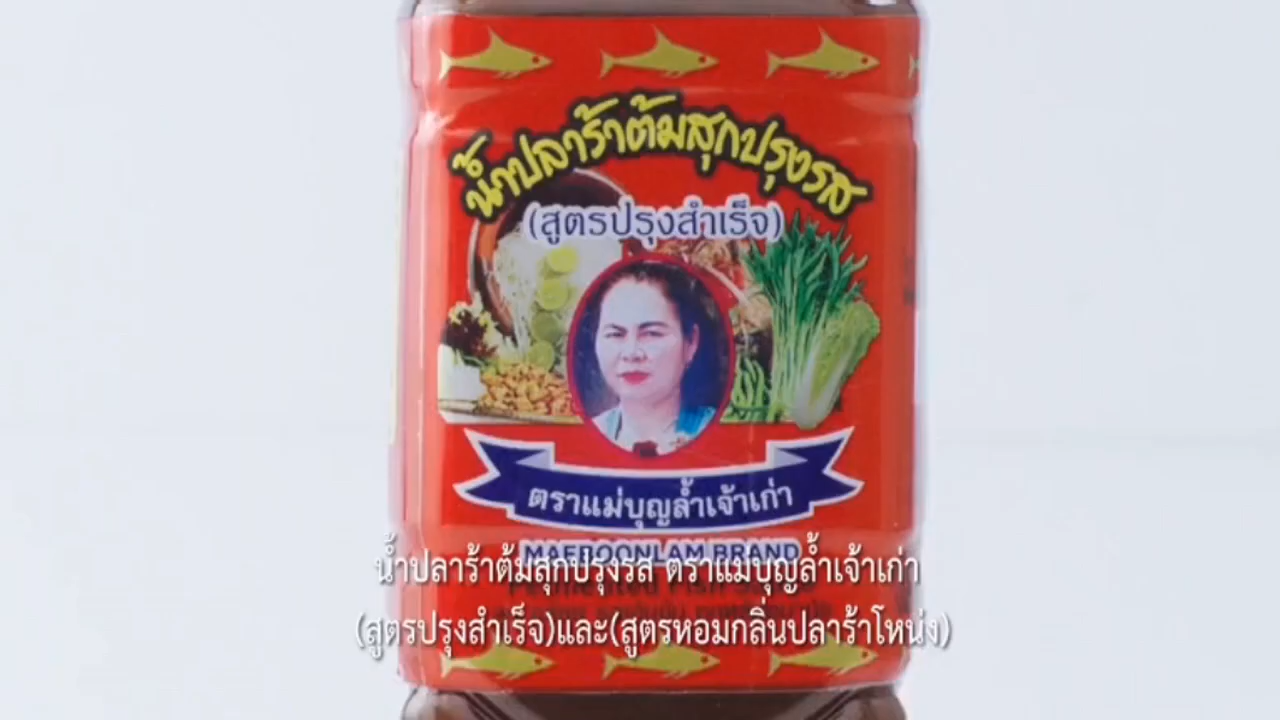 น้ำปลาร้าต้มสุกปรุงรส
(สูตรปรุงสำเร็จ)
ตราแม่บุญล้ำเจ้าเก่า
MAEBOONLAM BRAND
น้ำปลาร้าต้มสุกปรุงรส ตราแม่บุญล้ำเจ้าเก่า
(สูตรปรุงสำเร็จ)และ(สูตรหอมกลิ่นปลาร้าโหน่ง)